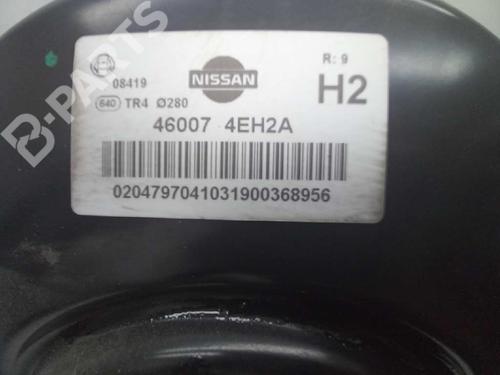 B-PARTS
08419
NISSAN
R: 9
640 TR4 Ø280
H2
46007 4EH2A
0204797041031900368956